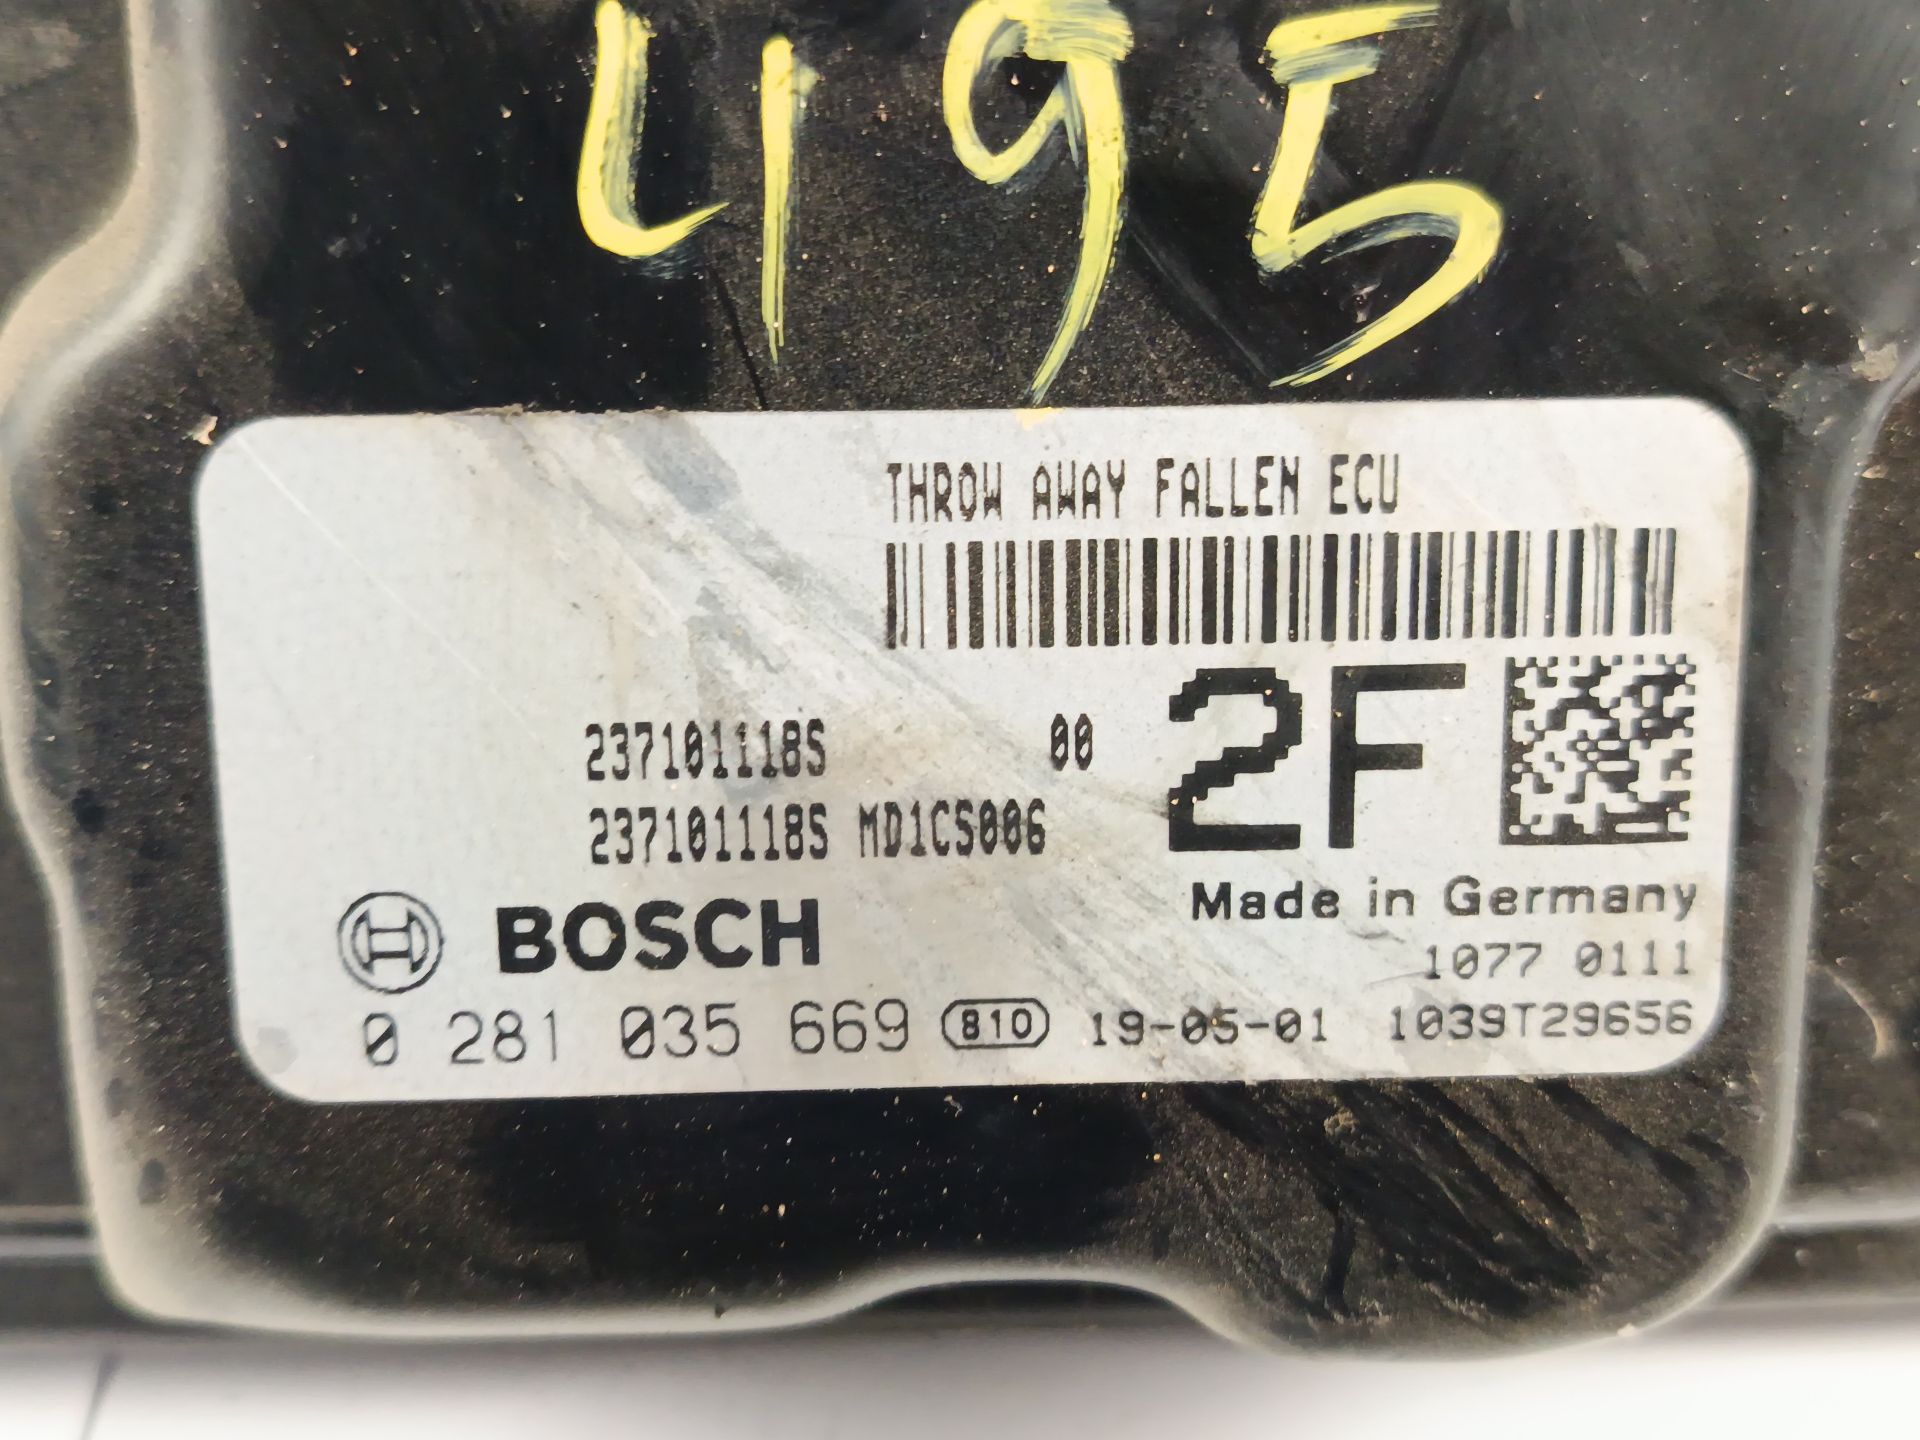 495
THROW AWAY FALLEN ECU
237101118S 00 2F
237101118S MD1CS006
BOSCH Made in Germany
1077 0111
0 281 035 669 810 19-05-01 1039T29656